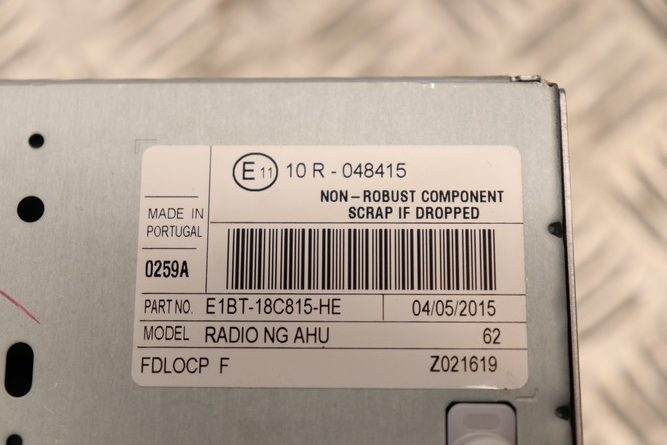 E 11 10 R - 048415
NON - ROBUST COMPONENT
SCRAP IF DROPPED
MADE IN
PORTUGAL
0259A
PART NO. E1BT-18C815-HE 04/05/2015
MODEL RADIO NG AHU 62
FDLOCP F Z021619